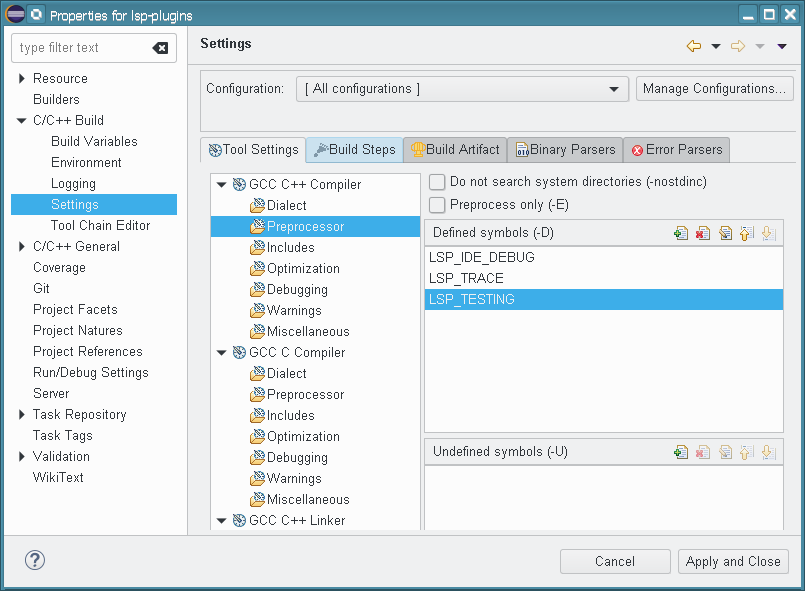 Properties for lsp-plugins
type filter text
Resource
Builders
C/C++ Build
Build Variables
Environment
Logging
Settings
Tool Chain Editor
C/C++ General
Coverage
Git
Project Facets
Project Natures
Project References
Run/Debug Settings
Server
Task Repository
Task Tags
Validation
WikiText
Settings
Configuration: [ All configurations ] Manage Configurations...
Tool Settings Build Steps Build Artifact Binary Parsers Error Parsers
GCC C++ Compiler
Dialect
Preprocessor
Includes
Optimization
Debugging
Warnings
Miscellaneous
GCC C Compiler
Dialect
Preprocessor
Includes
Optimization
Debugging
Warnings
Miscellaneous
GCC C++ Linker
Do not search system directories (-nostdinc)
Preprocess only (-E)
Defined symbols (-D)
LSP_IDE_DEBUG
LSP_TRACE
LSP_TESTING
Undefined symbols (-U)
? Cancel Apply and Close